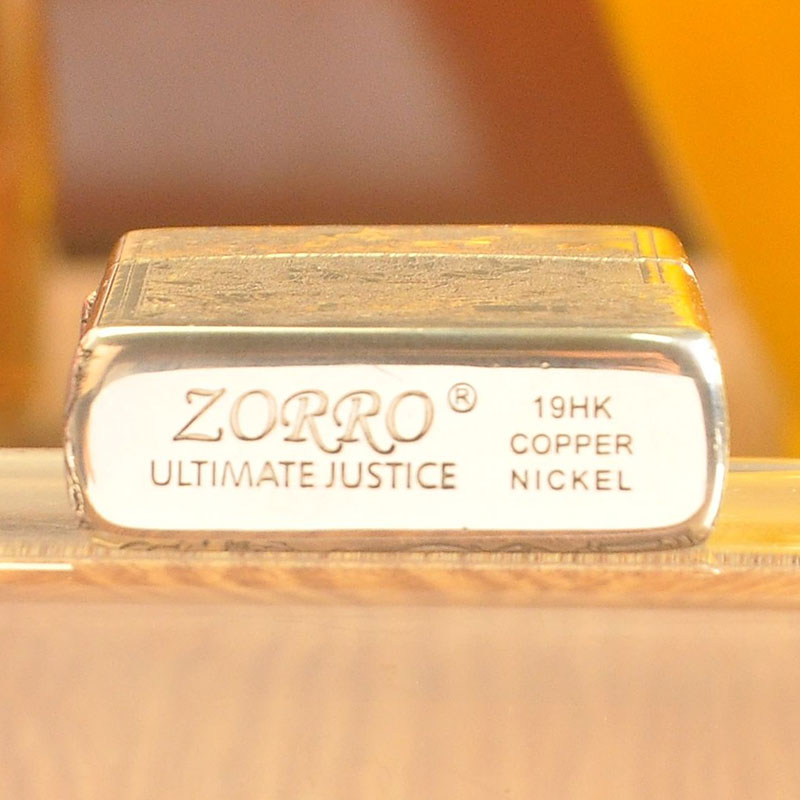 ZORRO®
ULTIMATE JUSTICE
19HK
COPPER
NICKEL